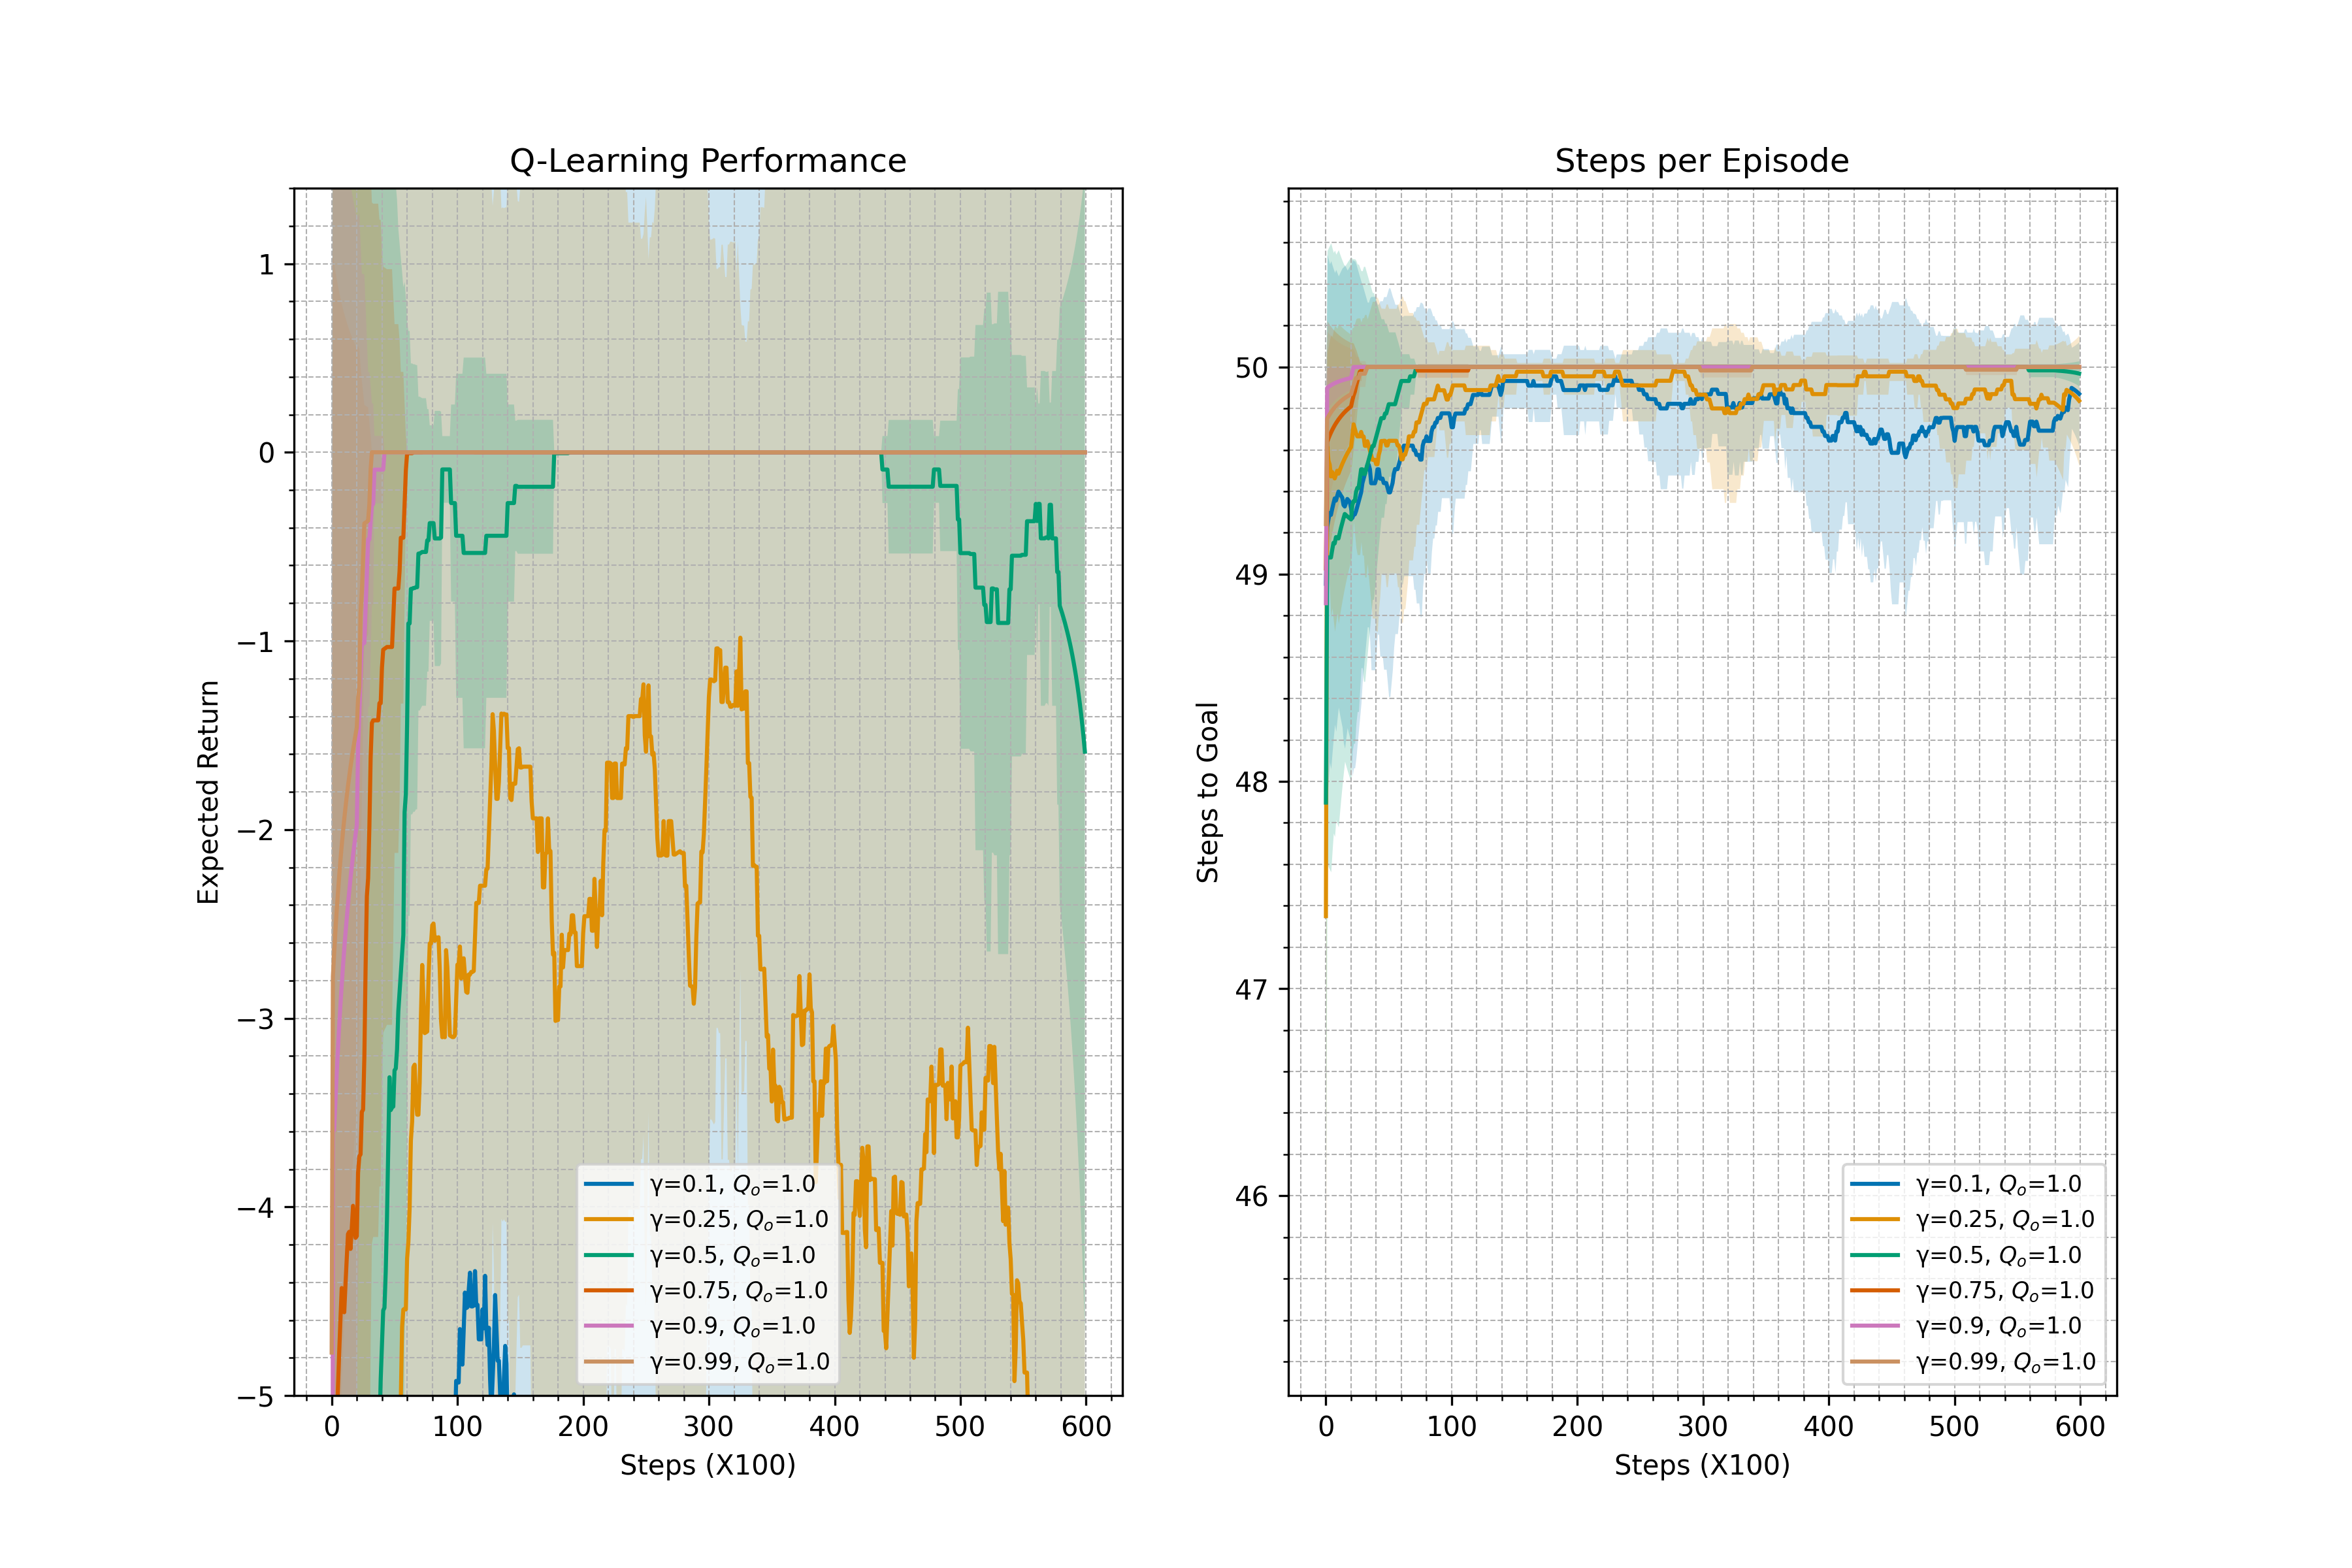 Q-Learning Performance
Expected Return
1
0
−1
−2
−3
−4
−5
0 100 200 300 400 500 600
Steps (X100)
γ=0.1, Qₒ=1.0
γ=0.25, Qₒ=1.0
γ=0.5, Qₒ=1.0
γ=0.75, Qₒ=1.0
γ=0.9, Qₒ=1.0
γ=0.99, Qₒ=1.0
Steps per Episode
Steps to Goal
50
49
48
47
46
0 100 200 300 400 500 600
Steps (X100)
γ=0.1, Qₒ=1.0
γ=0.25, Qₒ=1.0
γ=0.5, Qₒ=1.0
γ=0.75, Qₒ=1.0
γ=0.9, Qₒ=1.0
γ=0.99, Qₒ=1.0